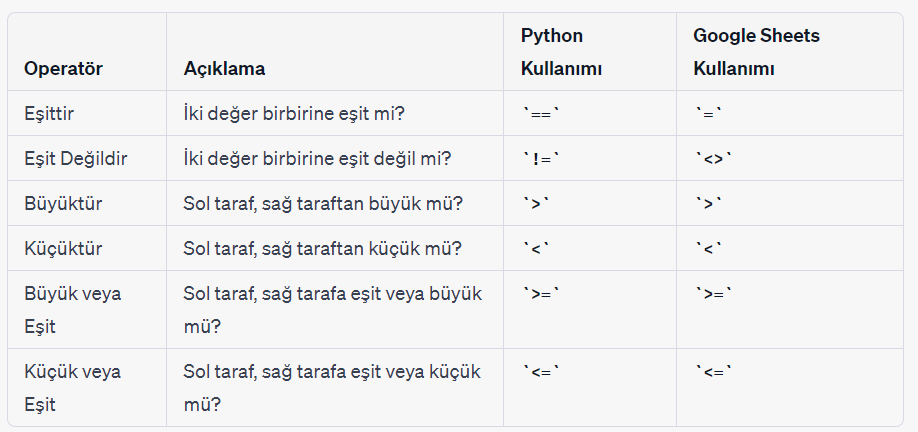 Operatör Açıklama Python Kullanımı Google Sheets Kullanımı
Eşittir İki değer birbirine eşit mi? `==` `=`
Eşit Değildir İki değer birbirine eşit değil mi? `!=` `<>`
Büyüktür Sol taraf, sağ taraftan büyük mü? `>` `>`
Küçüktür Sol taraf, sağ taraftan küçük mü? `<` `<`
Büyük veya Eşit Sol taraf, sağ tarafa eşit veya büyük mü? `>=` `>=`
Küçük veya Eşit Sol taraf, sağ tarafa eşit veya küçük mü? `<=` `<=`